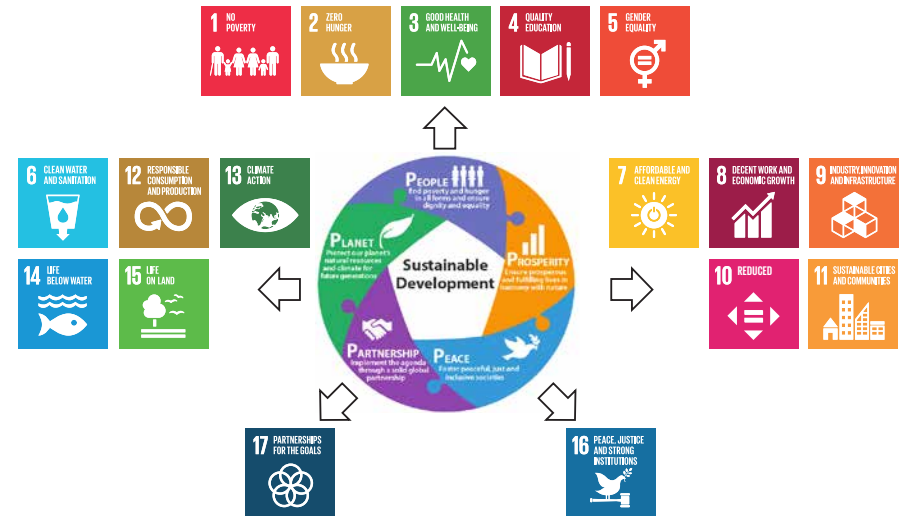 1 NO
POVERTY
2 ZERO
HUNGER
3 GOOD HEALTH
AND WELL-BEING
4 QUALITY
EDUCATION
5 GENDER
EQUALITY
6 CLEAN WATER
AND SANITATION
12 RESPONSIBLE
CONSUMPTION
AND PRODUCTION
13 CLIMATE
ACTION
7 AFFORDABLE AND
CLEAN ENERGY
8 DECENT WORK AND
ECONOMIC GROWTH
9 INDUSTRY, INNOVATION
AND INFRASTRUCTURE
14 LIFE
BELOW WATER
15 LIFE
ON LAND
10 REDUCED
11 SUSTAINABLE CITIES
AND COMMUNITIES
PEOPLE
End poverty and hunger
in all forms and ensure
dignity and equality
PLANET
Protect our planet's
natural resources
and climate for
future generations
Sustainable
Development
PROSPERITY
Ensure prosperous
and fulfilling lives in
harmony with nature
PARTNERSHIP
Implement the agenda
through a solid global
partnership
PEACE
Foster peaceful, just and
inclusive societies
17 PARTNERSHIPS
FOR THE GOALS
16 PEACE, JUSTICE
AND STRONG
INSTITUTIONS